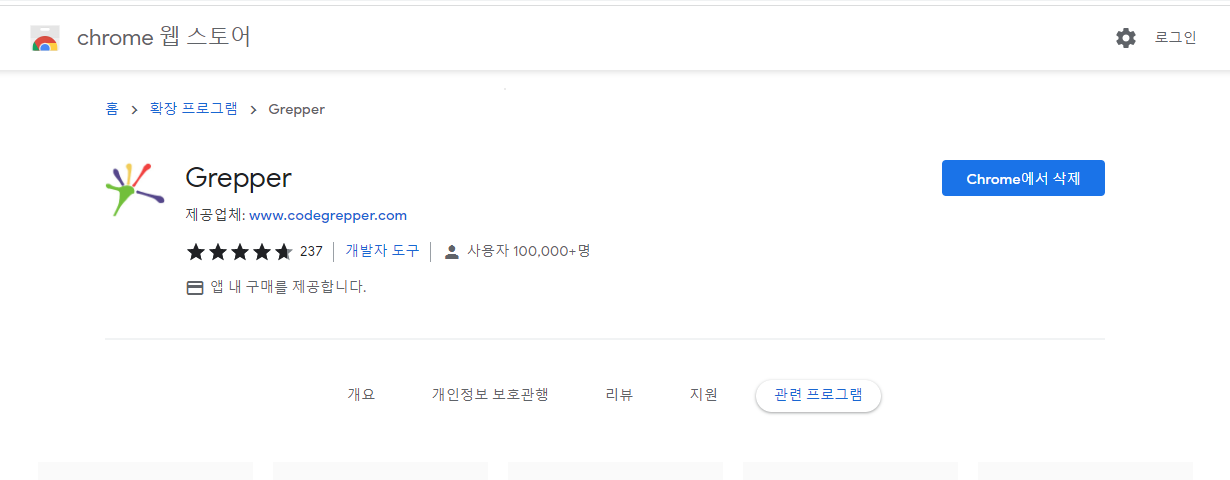 chrome 웹 스토어
로그인
홈 > 확장 프로그램 > Grepper
Grepper
Chrome에서 삭제
제공업체: www.codegrepper.com
237 | 개발자 도구 | 사용자 100,000+명
앱 내 구매를 제공합니다.
개요 개인정보 보호관행 리뷰 지원 관련 프로그램